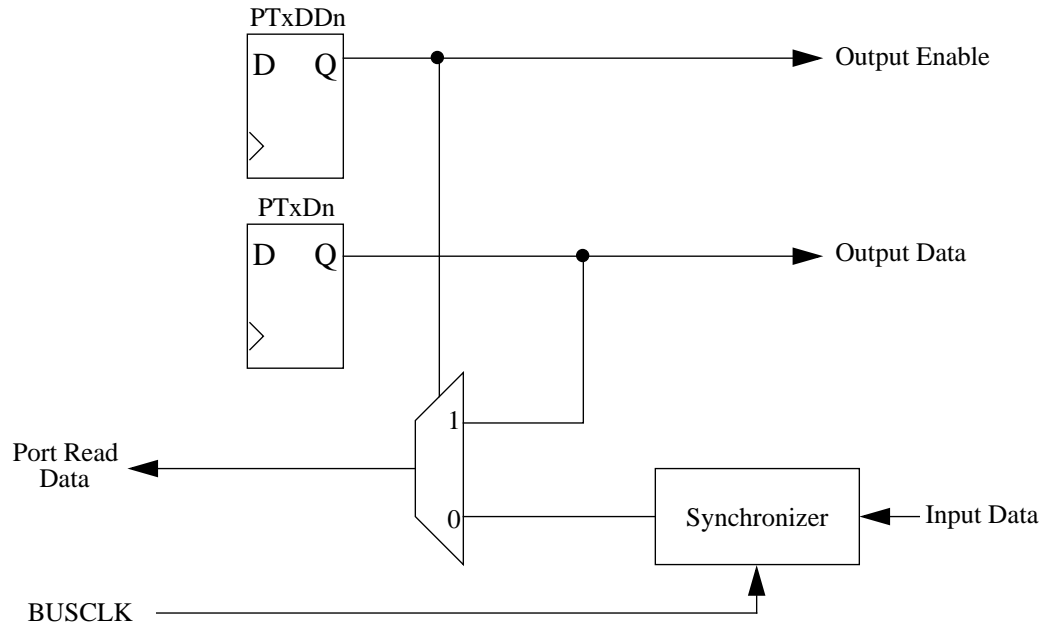 PTxDDn
D Q
Output Enable
PTxDn
D Q
Output Data
1
Port Read
Data
0
Synchronizer
Input Data
BUSCLK